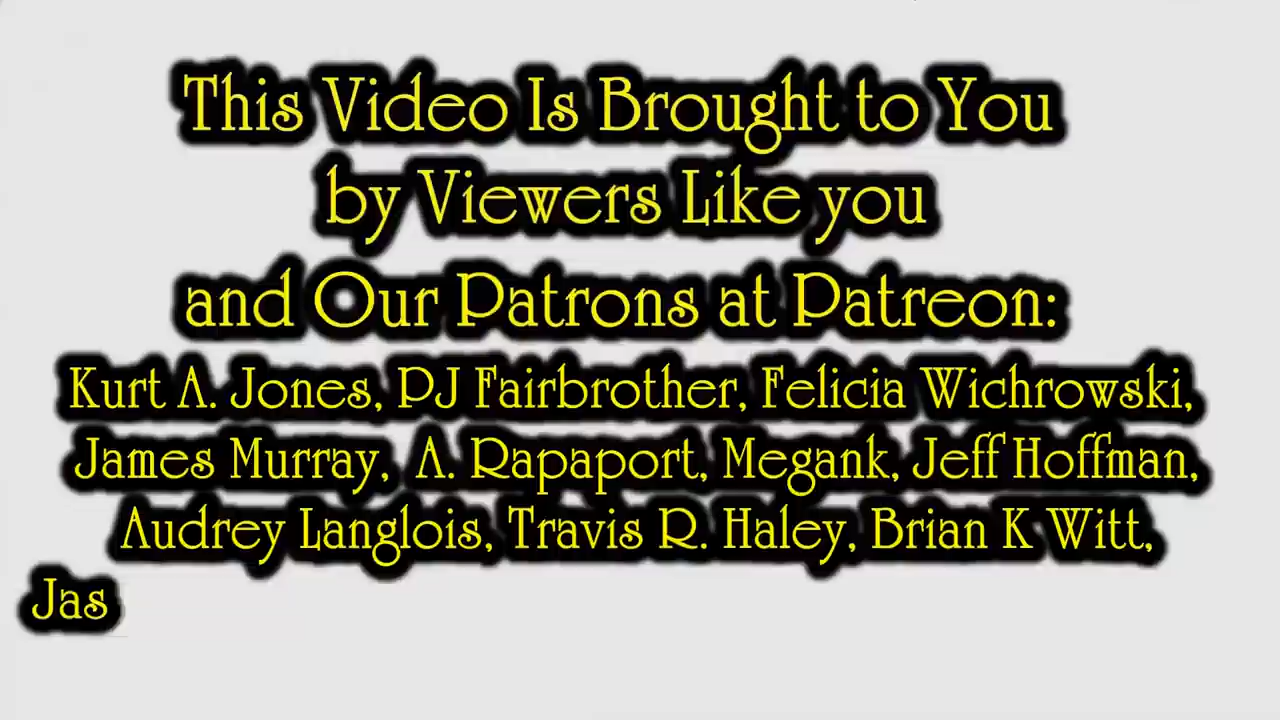 This Video Is Brought to You
by Viewers Like you
and Our Patrons at Patreon:
Kurt A. Jones, PJ Fairbrother, Felicia Wichrowski,
James Murray, A. Rapaport, Megank, Jeff Hoffman,
Audrey Langlois, Travis R. Haley, Brian K Witt,
Jas